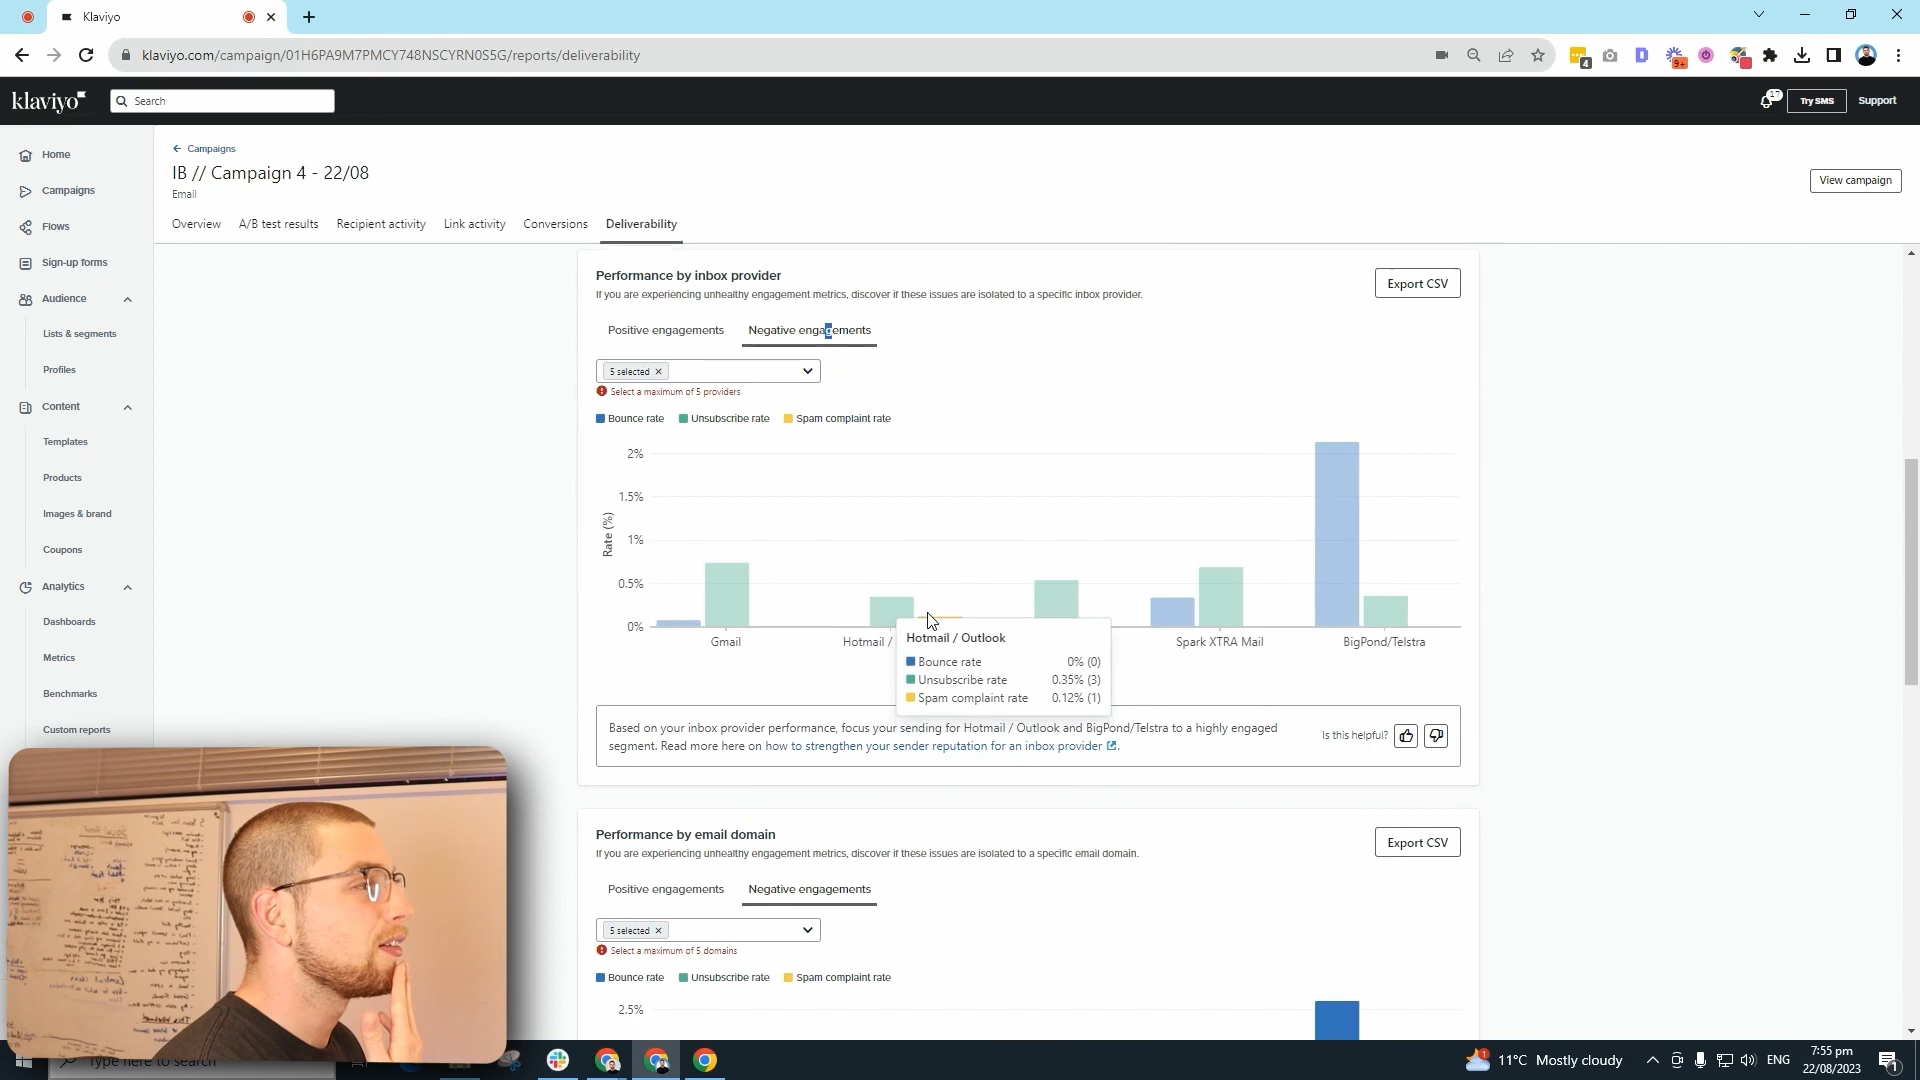 Klaviyo
klaviyo.com/campaign/01H6PA9M7PMCY748NSCYRN0S5G/reports/deliverability
4
9+
klaviyo
Search
17
Try SMS
Support
Home
Campaigns
Flows
Sign-up forms
Audience
Lists & segments
Profiles
Content
Templates
Products
Images & brand
Coupons
Analytics
Dashboards
Metrics
Benchmarks
Custom reports
Campaigns
IB // Campaign 4 - 22/08
Email
View campaign
Overview A/B test results Recipient activity Link activity Conversions Deliverability
Performance by inbox provider
If you are experiencing unhealthy engagement metrics, discover if these issues are isolated to a specific inbox provider.
Export CSV
Positive engagements Negative engagements
5 selected
Select a maximum of 5 providers
Bounce rate Unsubscribe rate Spam complaint rate
2%
1.5%
1%
0.5%
0%
Rate (%)
Gmail Hotmail / Spark XTRA Mail BigPond/Telstra
Hotmail / Outlook
Bounce rate 0% (0)
Unsubscribe rate 0.35% (3)
Spam complaint rate 0.12% (1)
Based on your inbox provider performance, focus your sending for Hotmail / Outlook and BigPond/Telstra to a highly engaged
segment. Read more here on how to strengthen your sender reputation for an inbox provider.
Is this helpful?
Performance by email domain
If you are experiencing unhealthy engagement metrics, discover if these issues are isolated to a specific email domain.
Export CSV
Positive engagements Negative engagements
5 selected
Select a maximum of 5 domains
Bounce rate Unsubscribe rate Spam complaint rate
2.5%
Type here to search
1
11°C Mostly cloudy
ENG
7:55 pm
22/08/2023
1